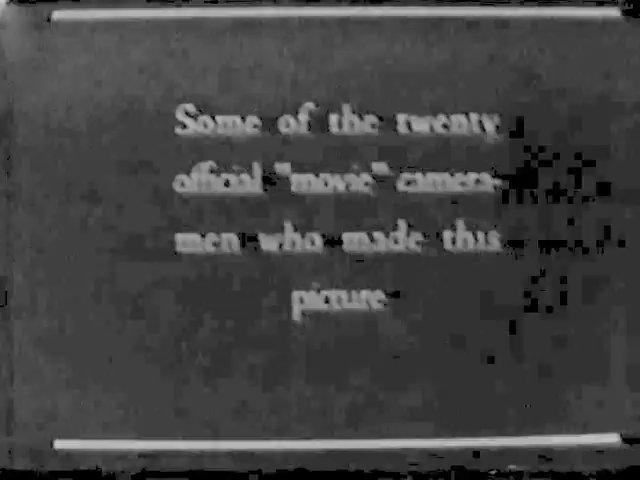 Some of the twenty
official "movie" camera-
men who made this
picture